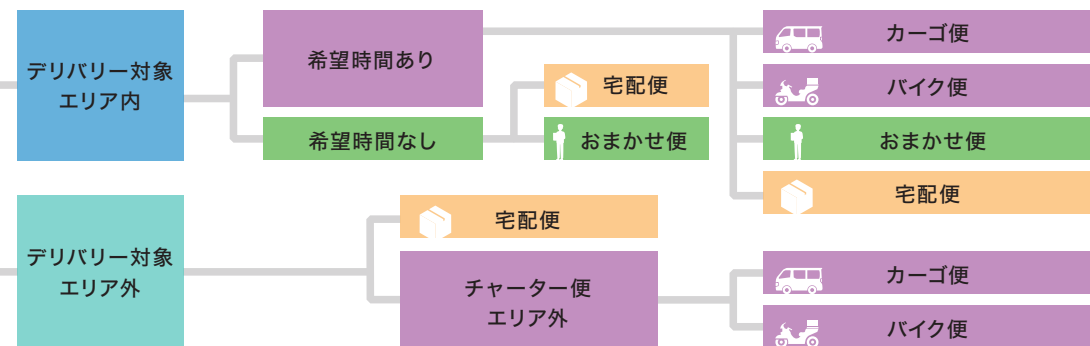 デリバリー対象
エリア内
希望時間あり
希望時間なし
宅配便
おまかせ便
カーゴ便
バイク便
おまかせ便
宅配便
デリバリー対象
エリア外
宅配便
チャーター便
エリア外
カーゴ便
バイク便